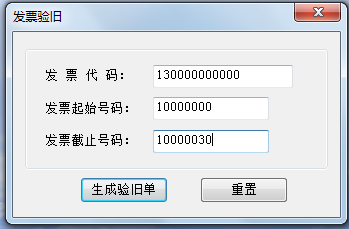 发票验旧
发 票 代 码： 130000000000
发票起始号码： 10000000
发票截止号码： 10000030
生成验旧单 重置